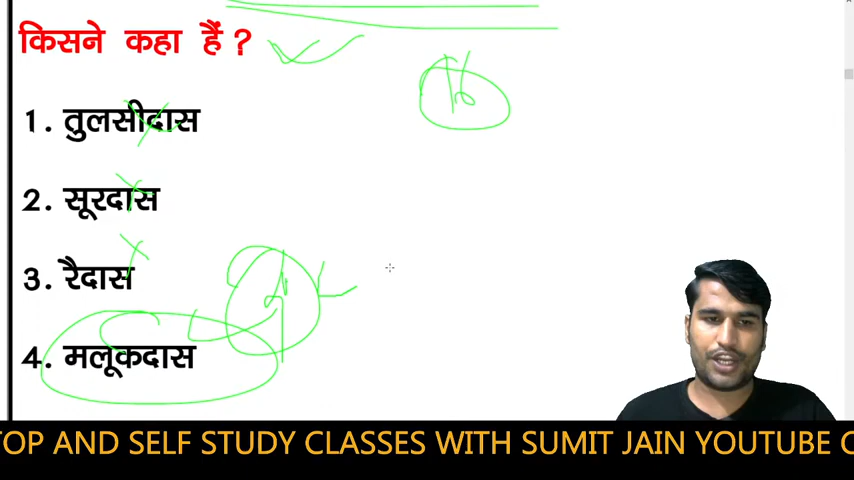 किसने कहा हैं ?
1. तुलसीदास
2. सूरदास
3. रैदास
4. मलूकदास
TOP AND SELF STUDY CLASSES WITH SUMIT JAIN YOUTUBE C